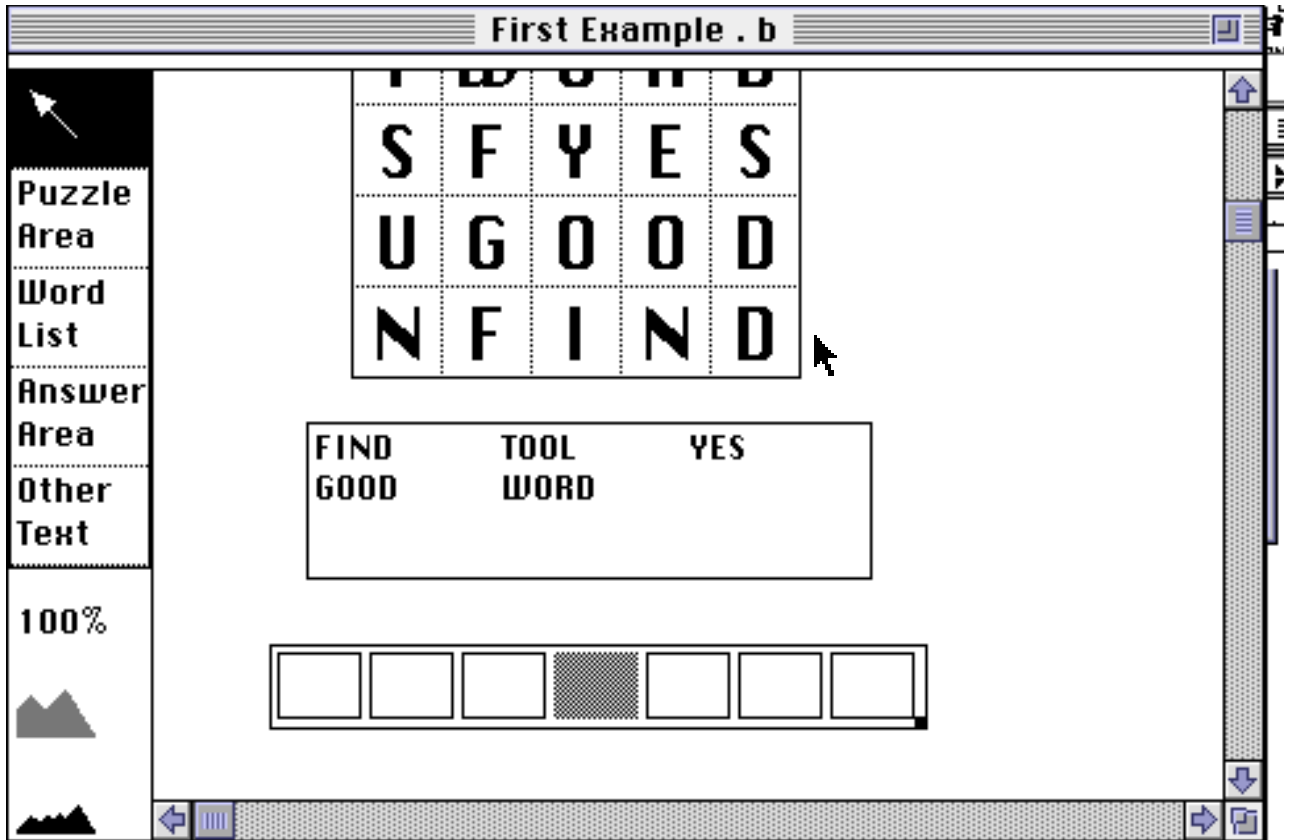 First Example . b
Puzzle
Area
Word
List
Answer
Area
Other
Text
100%
S F Y E S
U G O O D
N F I N D
FIND TOOL YES
GOOD WORD